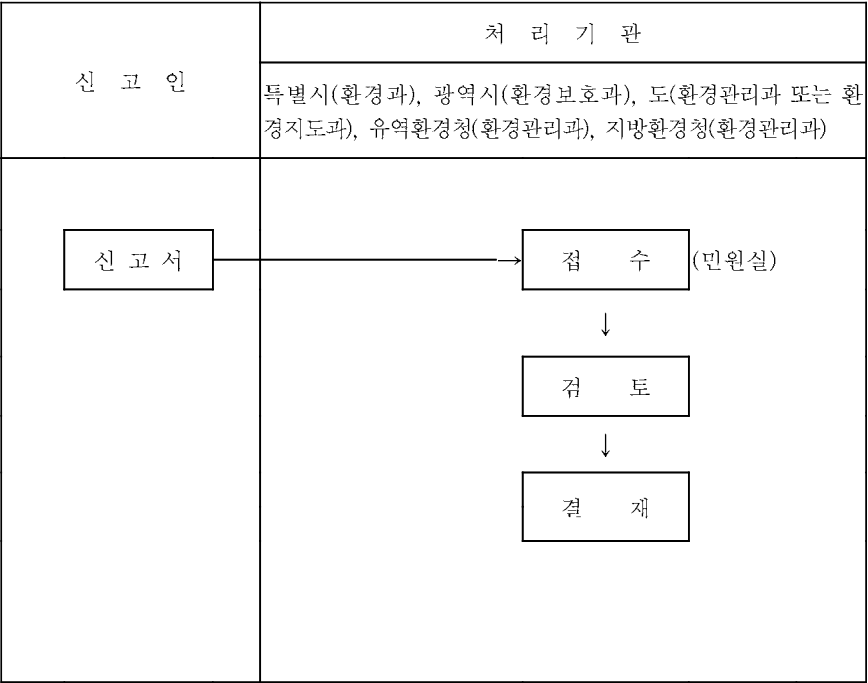 처 리 기 관
신 고 인
특별시(환경과), 광역시(환경보호과), 도(환경관리과 또는 환
경지도과), 유역환경청(환경관리과), 지방환경청(환경관리과)
신 고 서 → 접 수 (민원실)
↓
검 토
↓
결 재